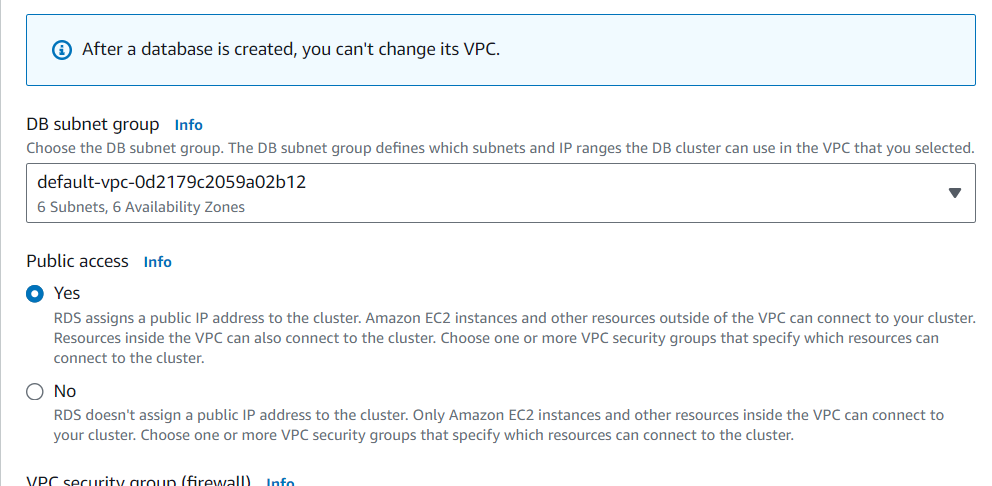 After a database is created, you can't change its VPC.
DB subnet group Info
Choose the DB subnet group. The DB subnet group defines which subnets and IP ranges the DB cluster can use in the VPC that you selected.
default-vpc-0d2179c2059a02b12
6 Subnets, 6 Availability Zones
Public access Info
Yes
RDS assigns a public IP address to the cluster. Amazon EC2 instances and other resources outside of the VPC can connect to your cluster.
Resources inside the VPC can also connect to the cluster. Choose one or more VPC security groups that specify which resources can
connect to the cluster.
No
RDS doesn't assign a public IP address to the cluster. Only Amazon EC2 instances and other resources inside the VPC can connect to
your cluster. Choose one or more VPC security groups that specify which resources can connect to the cluster.
VPC security group (firewall) Info